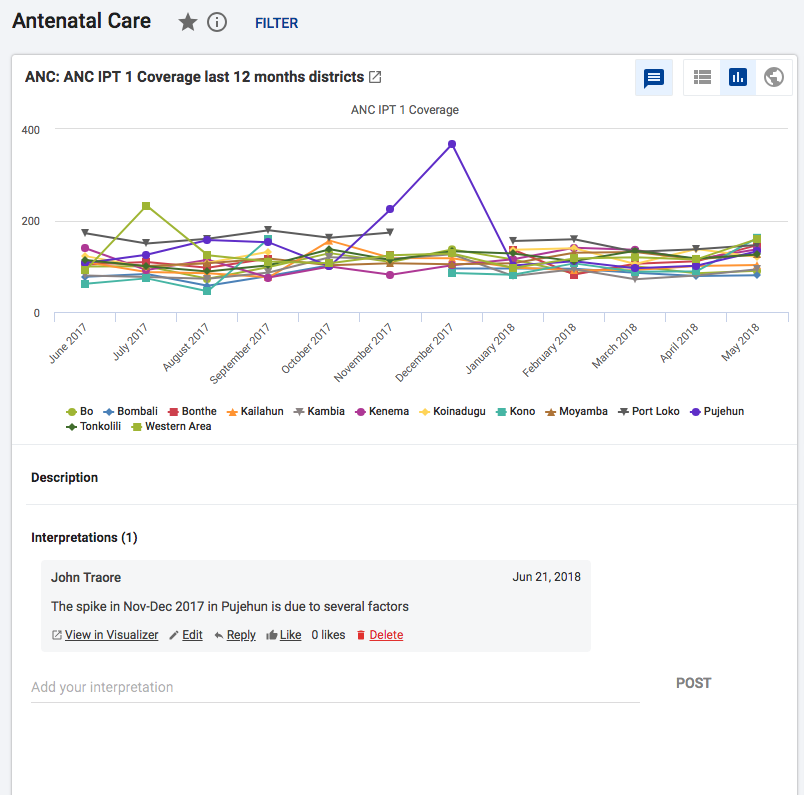 Antenatal Care FILTER
ANC: ANC IPT 1 Coverage last 12 months districts
ANC IPT 1 Coverage
400
200
0
June 2017 July 2017 August 2017 September 2017 October 2017 November 2017 December 2017 January 2018 February 2018 March 2018 April 2018 May 2018
Bo Bombali Bonthe Kailahun Kambia Kenema Koinadugu Kono Moyamba Port Loko Pujehun
Tonkolili Western Area
Description
Interpretations (1)
John Traore Jun 21, 2018
The spike in Nov-Dec 2017 in Pujehun is due to several factors
View in Visualizer Edit Reply Like 0 likes Delete
Add your interpretation POST